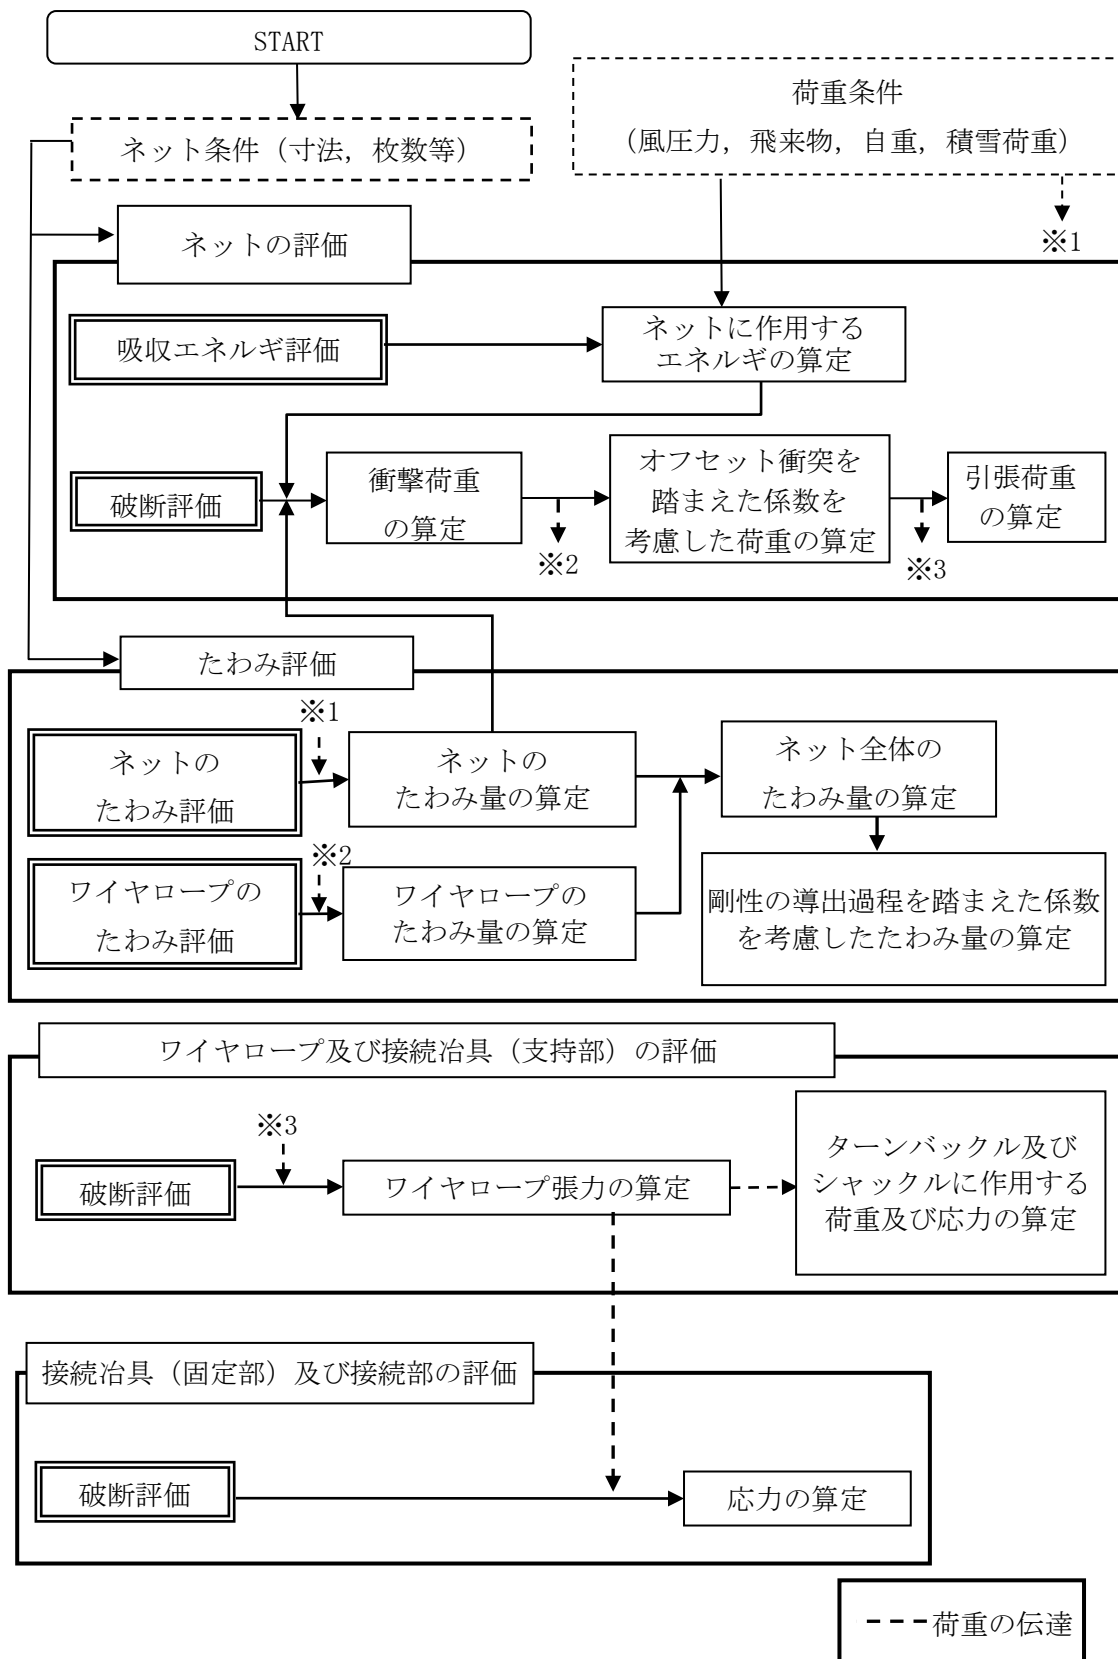 START
荷重条件
(風圧力, 飛来物, 自重, 積雪荷重)
ネット条件(寸法, 枚数等)
※1
ネットの評価
吸収エネルギ評価
ネットに作用する
エネルギの算定
破断評価
衝撃荷重
の算定
※2
オフセット衝突を
踏まえた係数を
考慮した荷重の算定
※3
引張荷重
の算定
たわみ評価
※1
ネットの
たわみ評価
ネットの
たわみ量の算定
ネット全体の
たわみ量の算定
※2
ワイヤロープの
たわみ評価
ワイヤロープの
たわみ量の算定
剛性の導出過程を踏まえた係数
を考慮したたわみ量の算定
ワイヤロープ及び接続冶具(支持部)の評価
※3
破断評価
ワイヤロープ張力の算定
ターンバックル及び
シャックルに作用する
荷重及び応力の算定
接続冶具(固定部)及び接続部の評価
破断評価
応力の算定
荷重の伝達